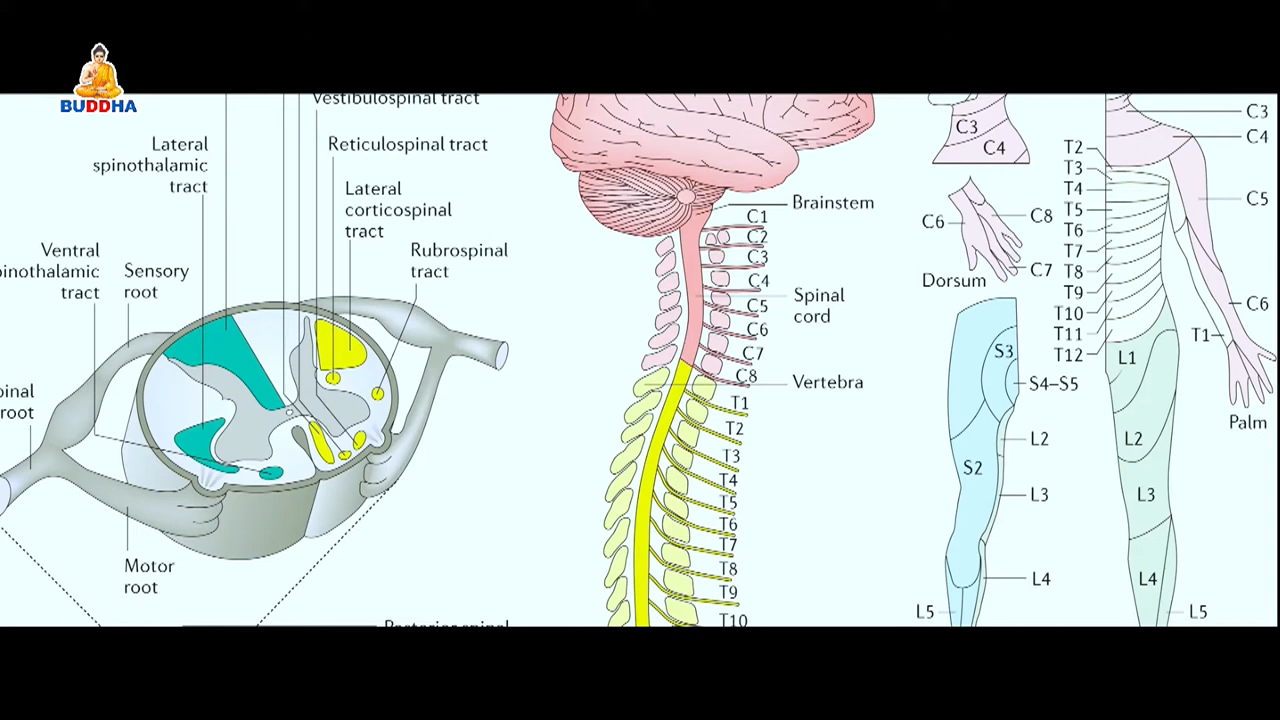 BUDDHA
Vestibulospinal tract
Reticulospinal tract
Lateral
spinothalamic
tract
Lateral
corticospinal
tract
Rubrospinal
tract
Ventral
pinothalamic
tract
Sensory
root
pinal
root
Motor
root
Brainstem
C1
C2
C3
C4
C5
C6
C7
C8
T1
T2
T3
T4
T5
T6
T7
T8
T9
T10
Spinal
cord
Vertebra
C3
C4
C6
C8
C7
Dorsum
S3
S4–S5
L2
S2
L3
L4
L5
C3
C4
T2
T3
T4
T5
T6
T7
T8
T9
T10
T11
T12
C5
C6
T1
Palm
L1
L2
L3
L4
L5